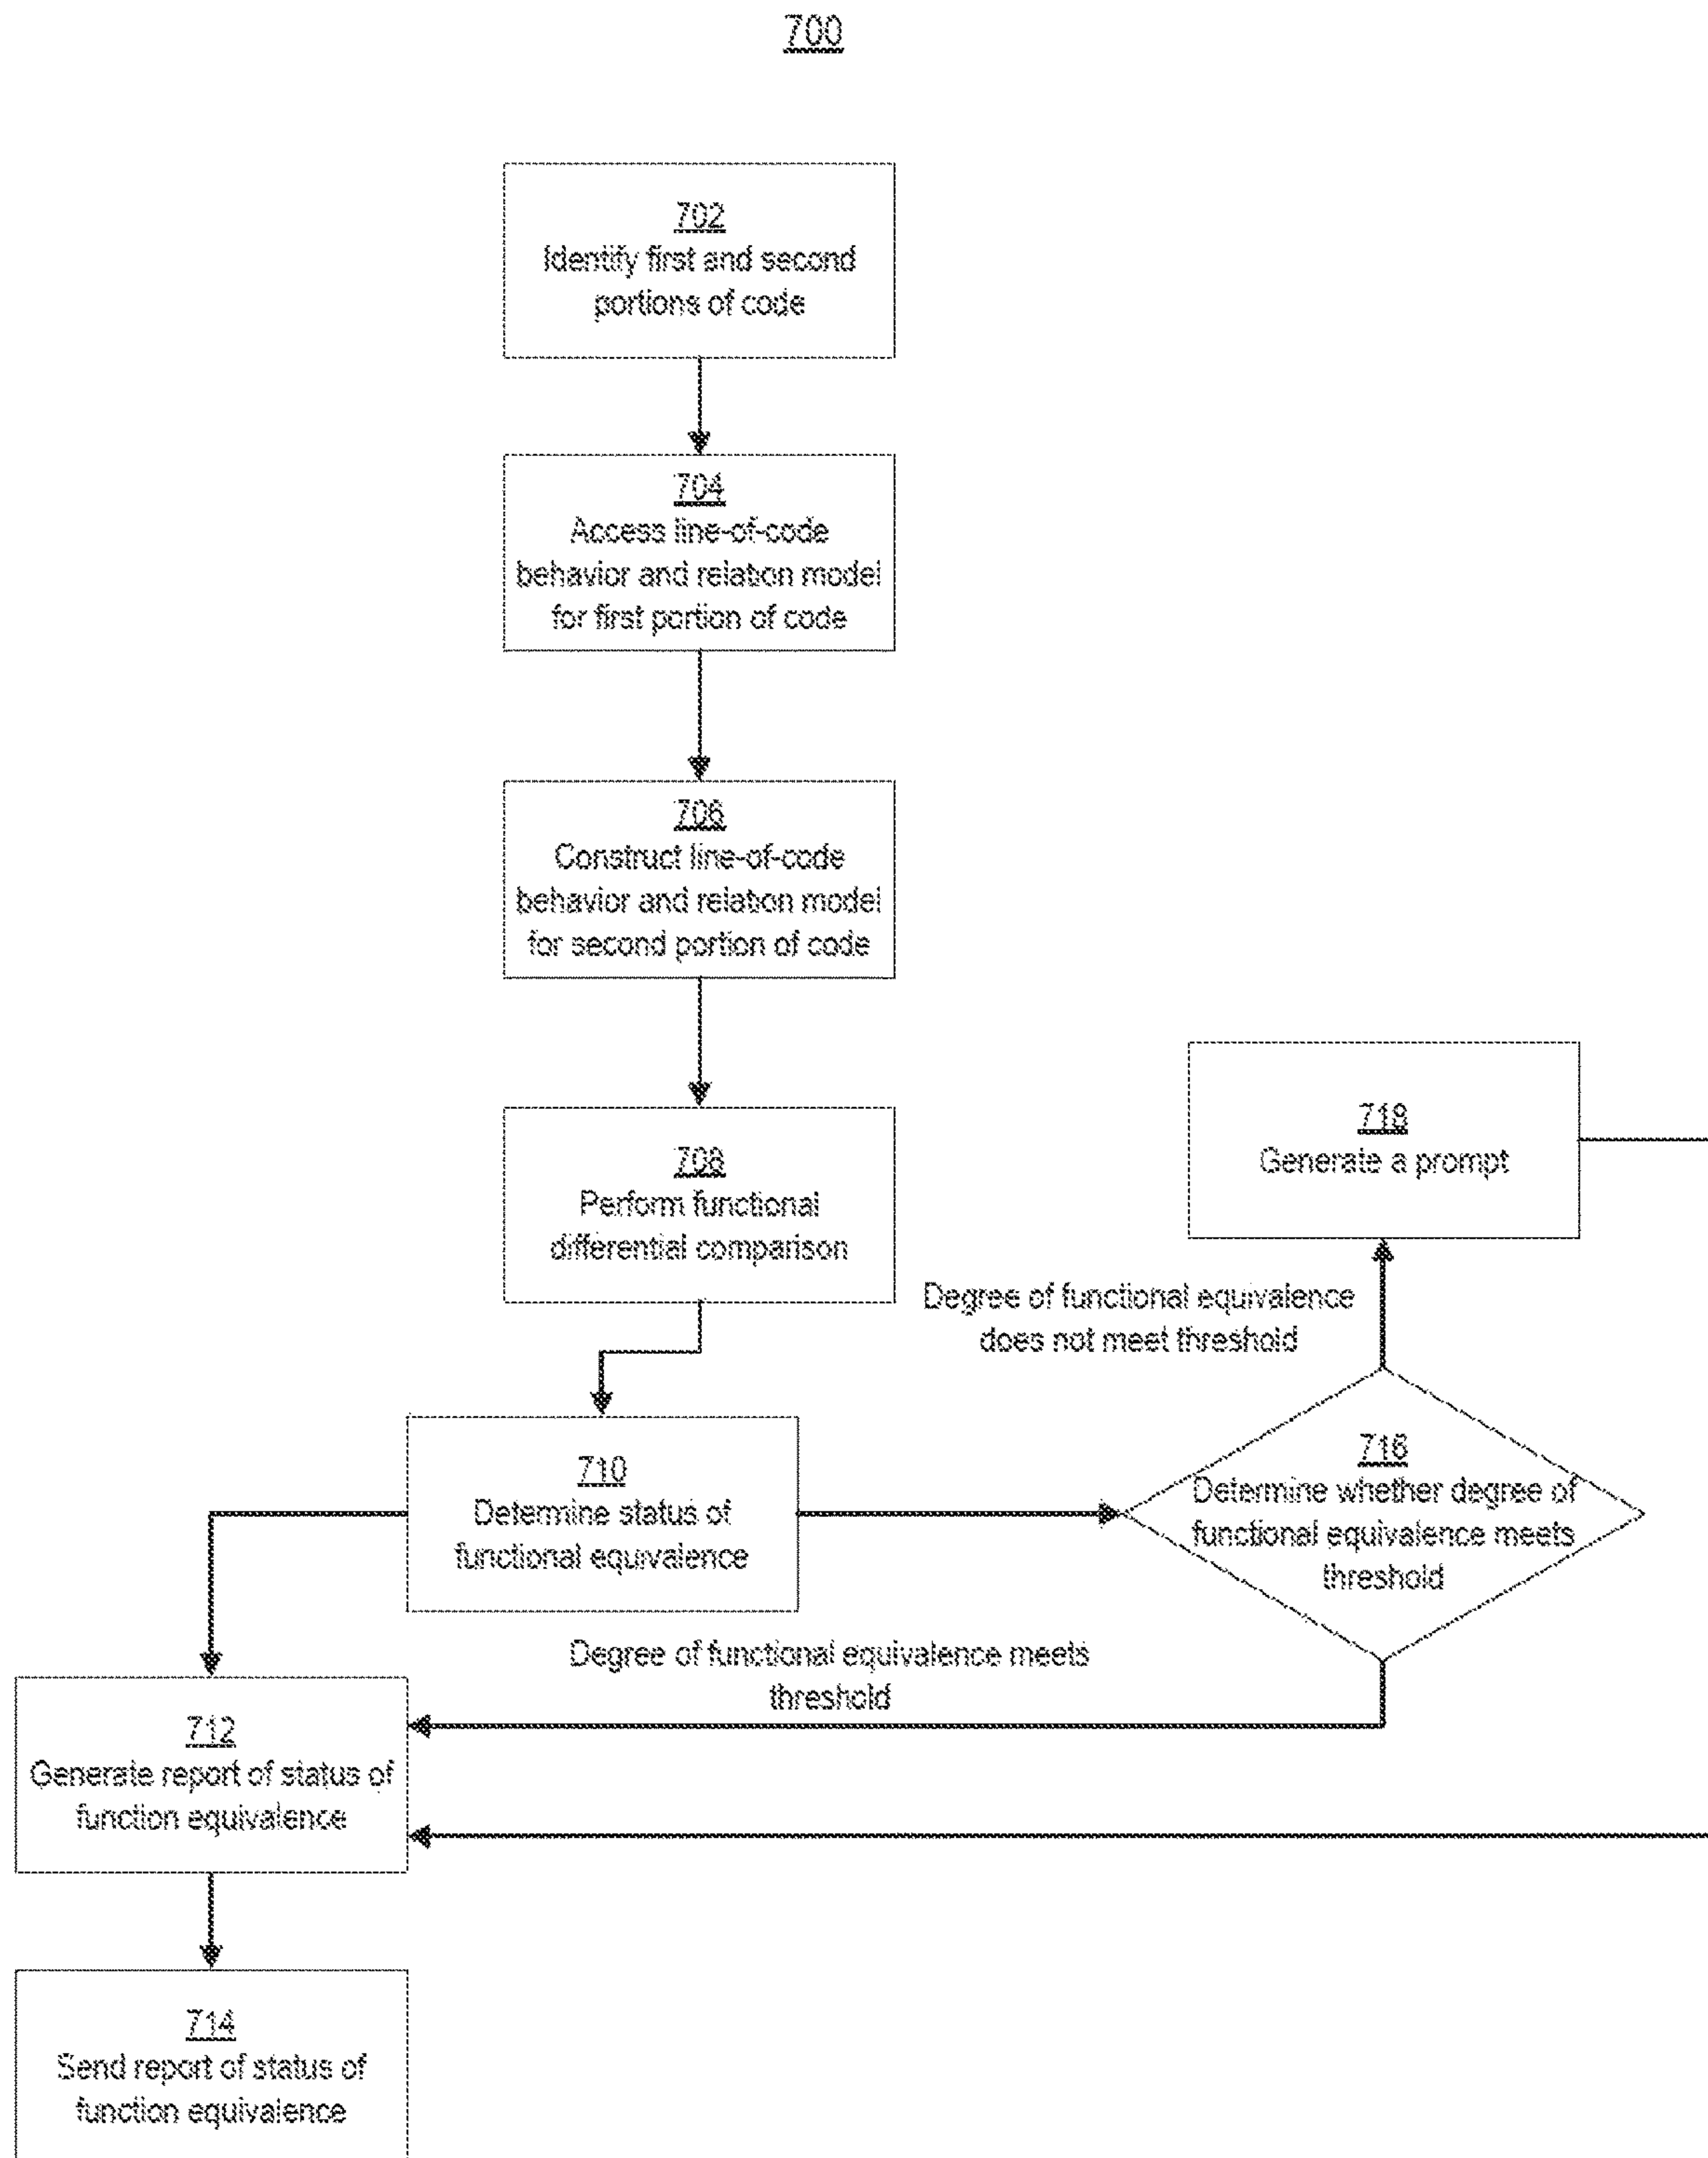 700
702
Identify first and second
portions of code
704
Access line-of-code
behavior and relation model
for first portion of code
706
Construct line-of-code
behavior and relation model
for second portion of code
708
Perform functional
differential comparison
718
Generate a prompt
Degree of functional equivalence
does not meet threshold
710
Determine status of
functional equivalence
716
Determine whether degree of
functional equivalence meets
threshold
Degree of functional equivalence meets
threshold
712
Generate report of status of
function equivalence
714
Send report of status of
function equivalence